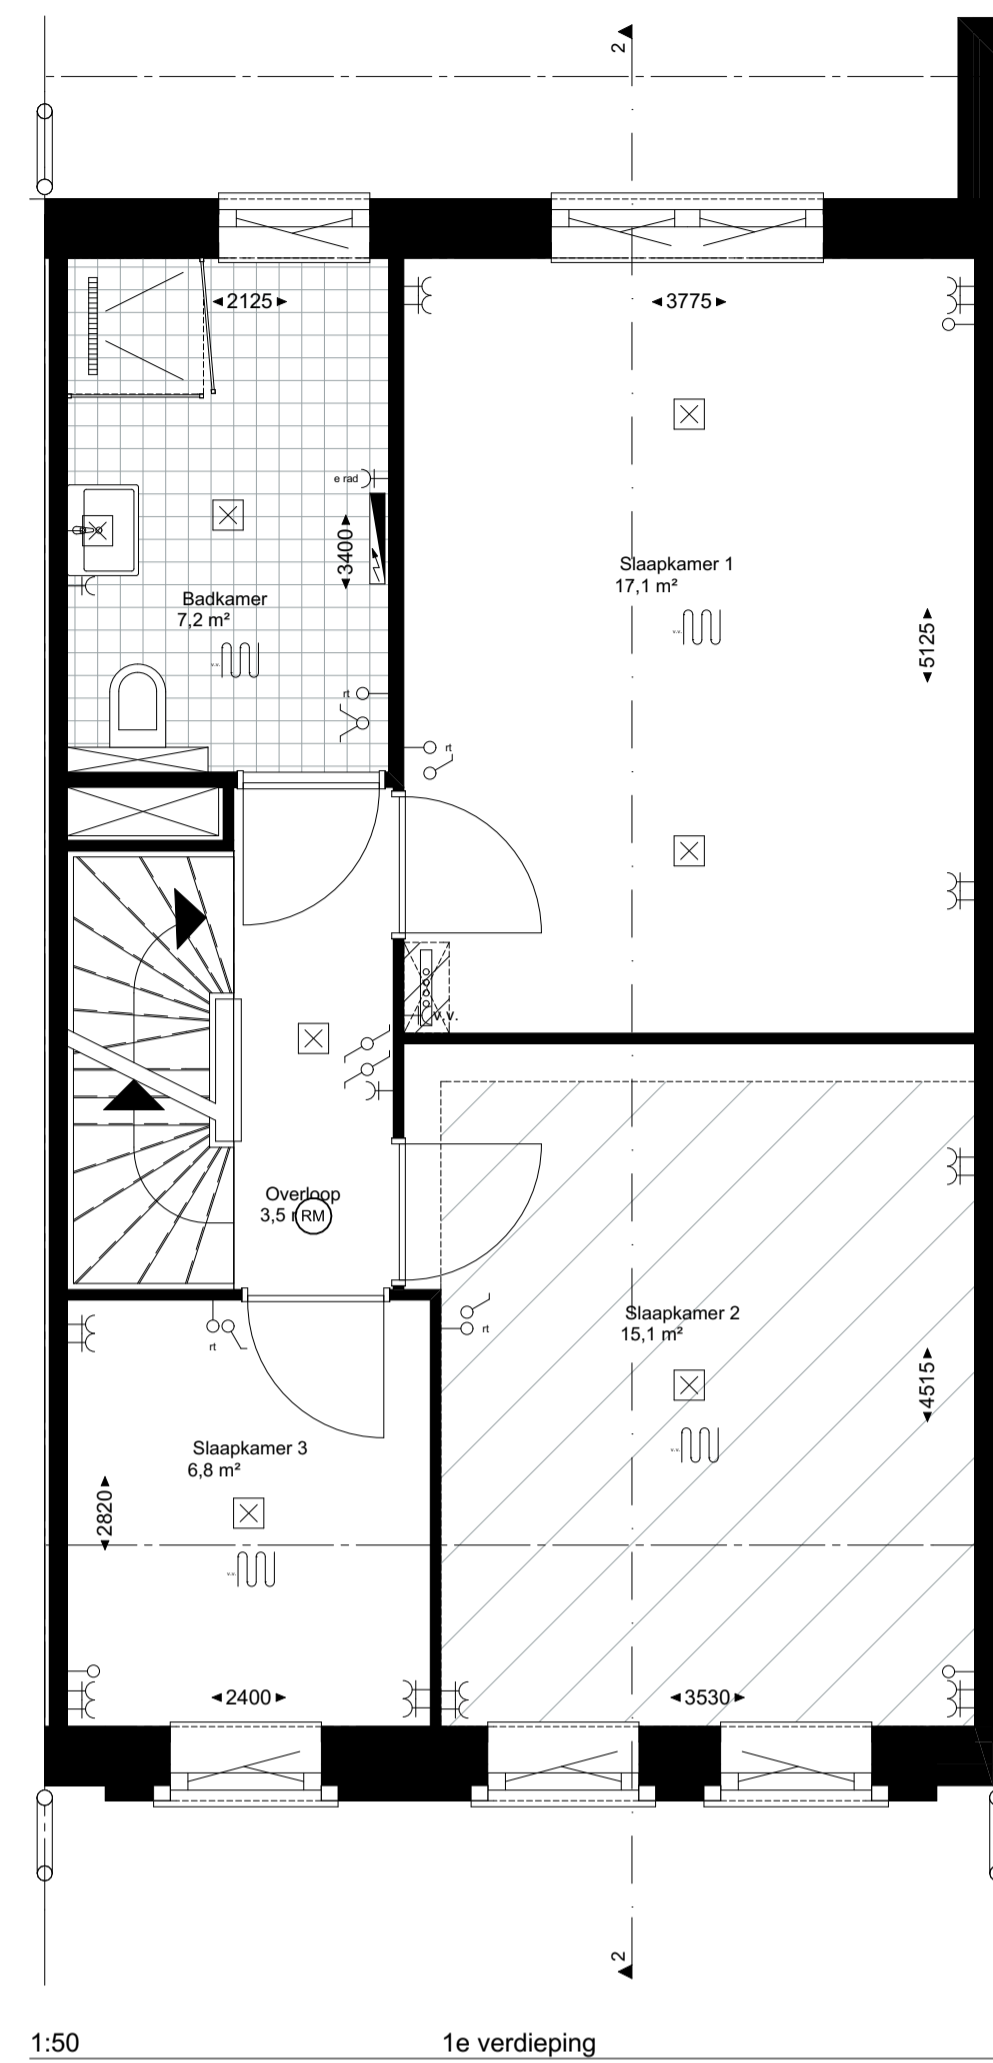 2
2125
3775
e rad
3400
Slaapkamer 1
17,1 m²
v.v.
5125
Badkamer
7,2 m²
v.v.
rt
rt
v.v.
Overloop
3,5
RM
Slaapkamer 2
15,1 m²
rt
rt
4515
v.v.
Slaapkamer 3
6,8 m²
2820
v.v.
2400
3530
2
1:50
1e verdieping